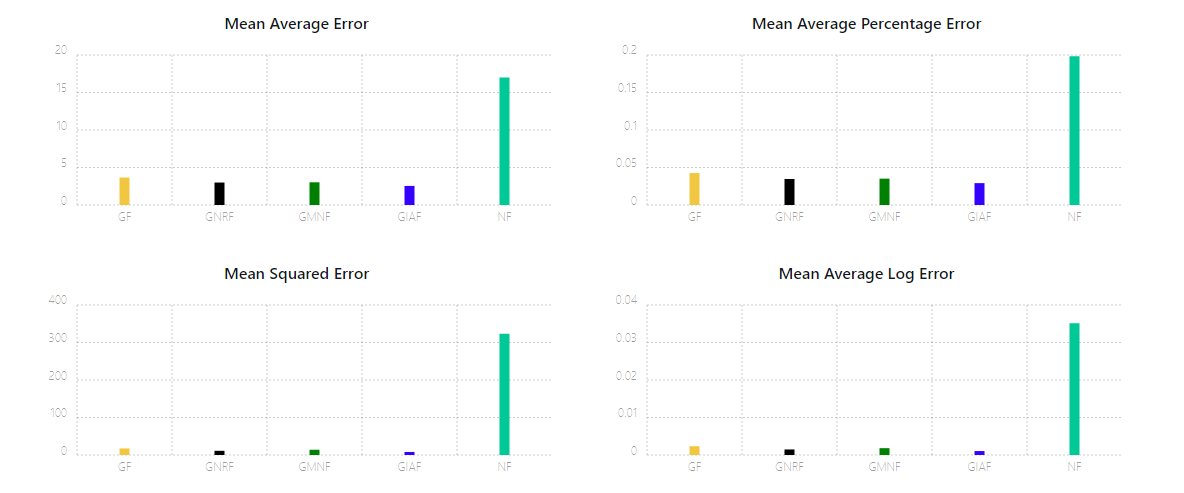 Mean Average Error
20
15
10
5
0
GF GNRF GMNF GIAF NF
Mean Average Percentage Error
0.2
0.15
0.1
0.05
0
GF GNRF GMNF GIAF NF
Mean Squared Error
400
300
200
100
0
GF GNRF GMNF GIAF NF
Mean Average Log Error
0.04
0.03
0.02
0.01
0
GF GNRF GMNF GIAF NF